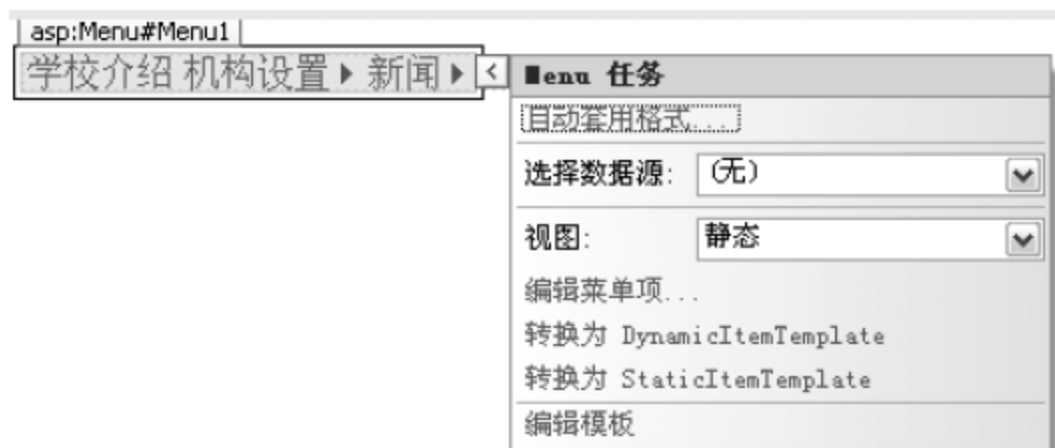 asp:Menu#Menu1
学校介绍 机构设置 新闻
Menu 任务
自动套用格式...
选择数据源: (无)
视图: 静态
编辑菜单项...
转换为 DynamicItemTemplate
转换为 StaticItemTemplate
编辑模板